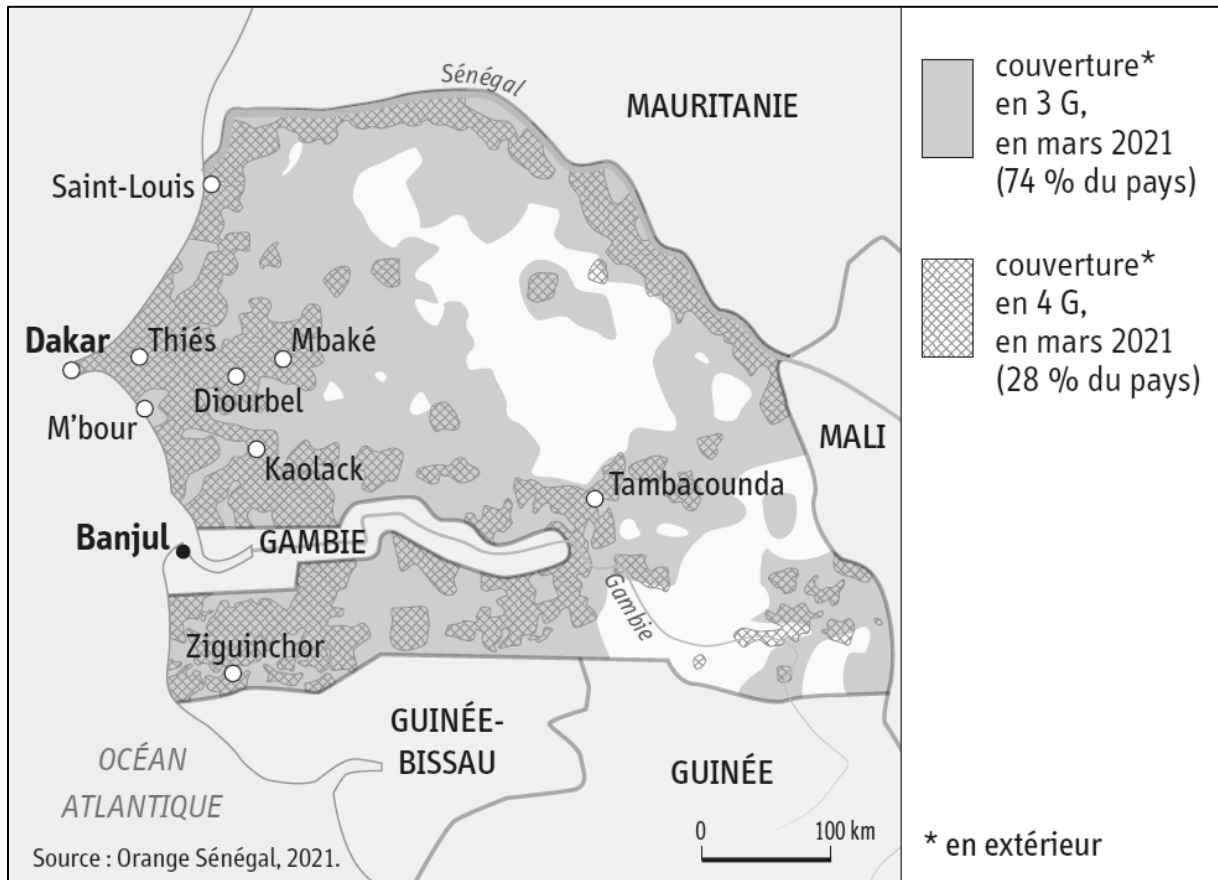 Sénégal
MAURITANIE
Saint-Louis
Dakar
Thiés
Mbaké
Diourbel
M'bour
Kaolack
MALI
Tambacounda
Banjul
GAMBIE
Gambie
Ziguinchor
GUINÉE-
BISSAU
GUINÉE
OCÉAN
ATLANTIQUE
0 100 km
Source : Orange Sénégal, 2021.
couverture*
en 3 G,
en mars 2021
(74 % du pays)
couverture*
en 4 G,
en mars 2021
(28 % du pays)
* en extérieur